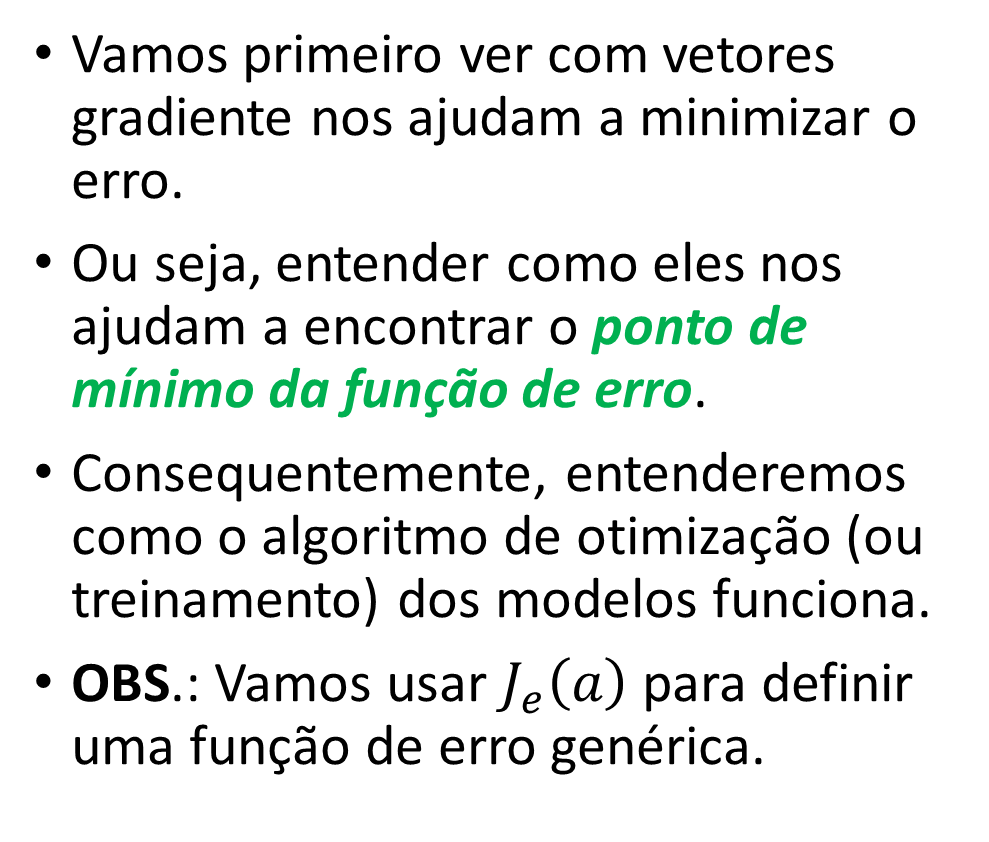 • Vamos primeiro ver com vetores
gradiente nos ajudam a minimizar o
erro.
• Ou seja, entender como eles nos
ajudam a encontrar o ponto de
mínimo da função de erro.
• Consequentemente, entenderemos
como o algoritmo de otimização (ou
treinamento) dos modelos funciona.
• OBS.: Vamos usar Jₑ(a) para definir
uma função de erro genérica.